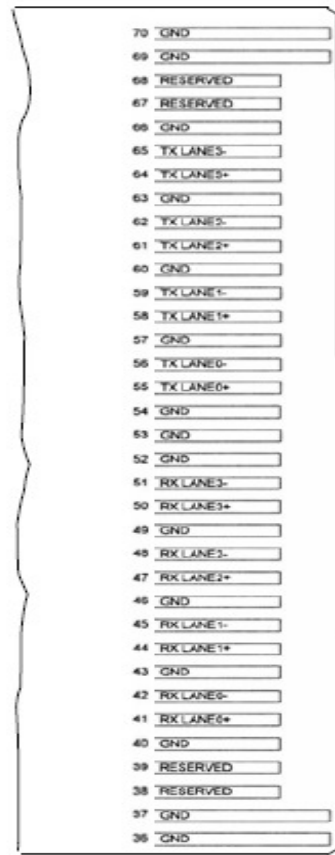 70 GND
69 GND
68 RESERVED
67 RESERVED
66 GND
65 TX LANE3-
64 TX LANE3+
63 GND
62 TX LANE2-
61 TX LANE2+
60 GND
59 TX LANE1-
58 TX LANE1+
57 GND
56 TX LANE0-
55 TX LANE0+
54 GND
53 GND
52 GND
51 RX LANE3-
50 RX LANE3+
49 GND
48 RX LANE2-
47 RX LANE2+
46 GND
45 RX LANE1-
44 RX LANE1+
43 GND
42 RX LANE0-
41 RX LANE0+
40 GND
39 RESERVED
38 RESERVED
37 GND
36 GND